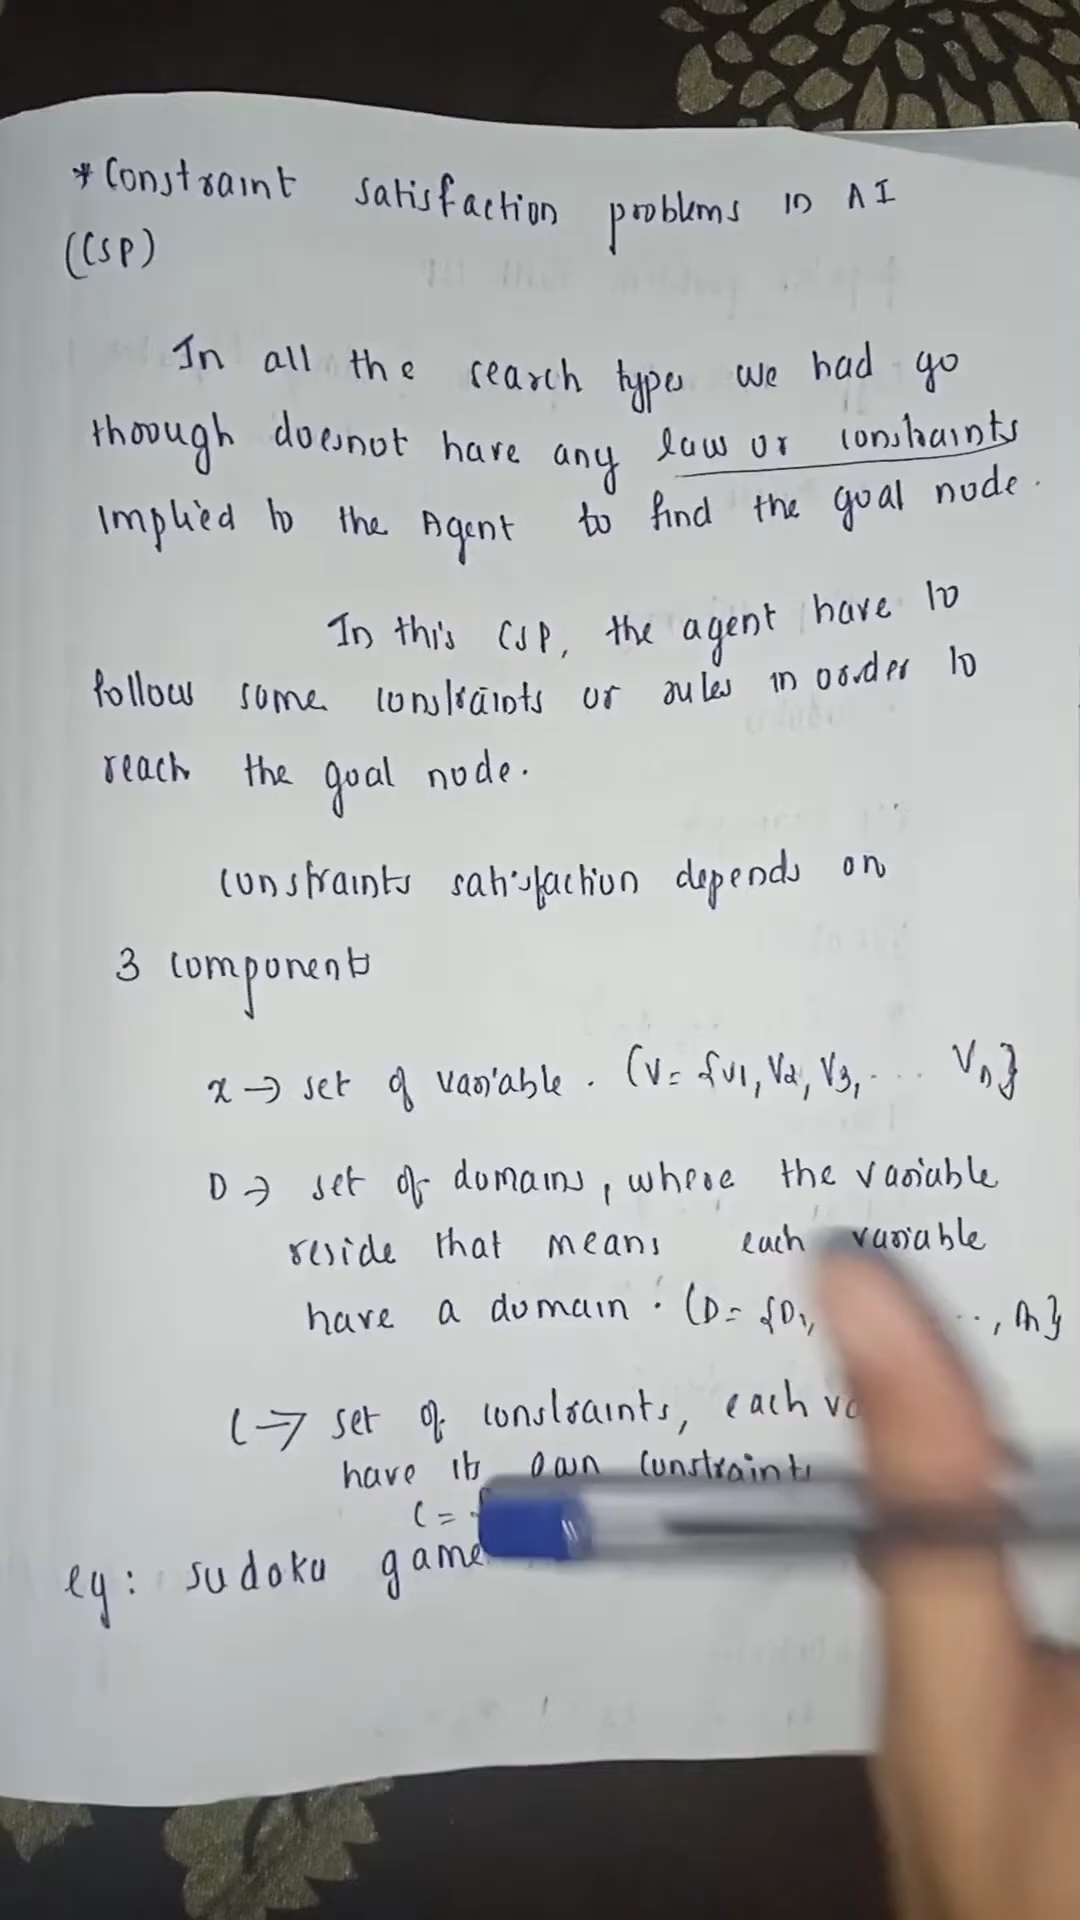 * Constraint satisfaction problems in AI
(CSP)
In all the search types we had go
through doesnot have any law or constraints
implied to the Agent to find the goal node.
In this CSP, the agent have to
follow some constraints or rules in order to
reach the goal node.
constraints satisfaction depends on
3 components
x → set of variable. (V = {V1, V2, V3, .... Vn}
D → set of domains, where the variable
reside that means each variable
have a domain. (D = {D1, .., Dn}
C → set of constraints, each
have its own constraints
C = {
eg: sudoku game